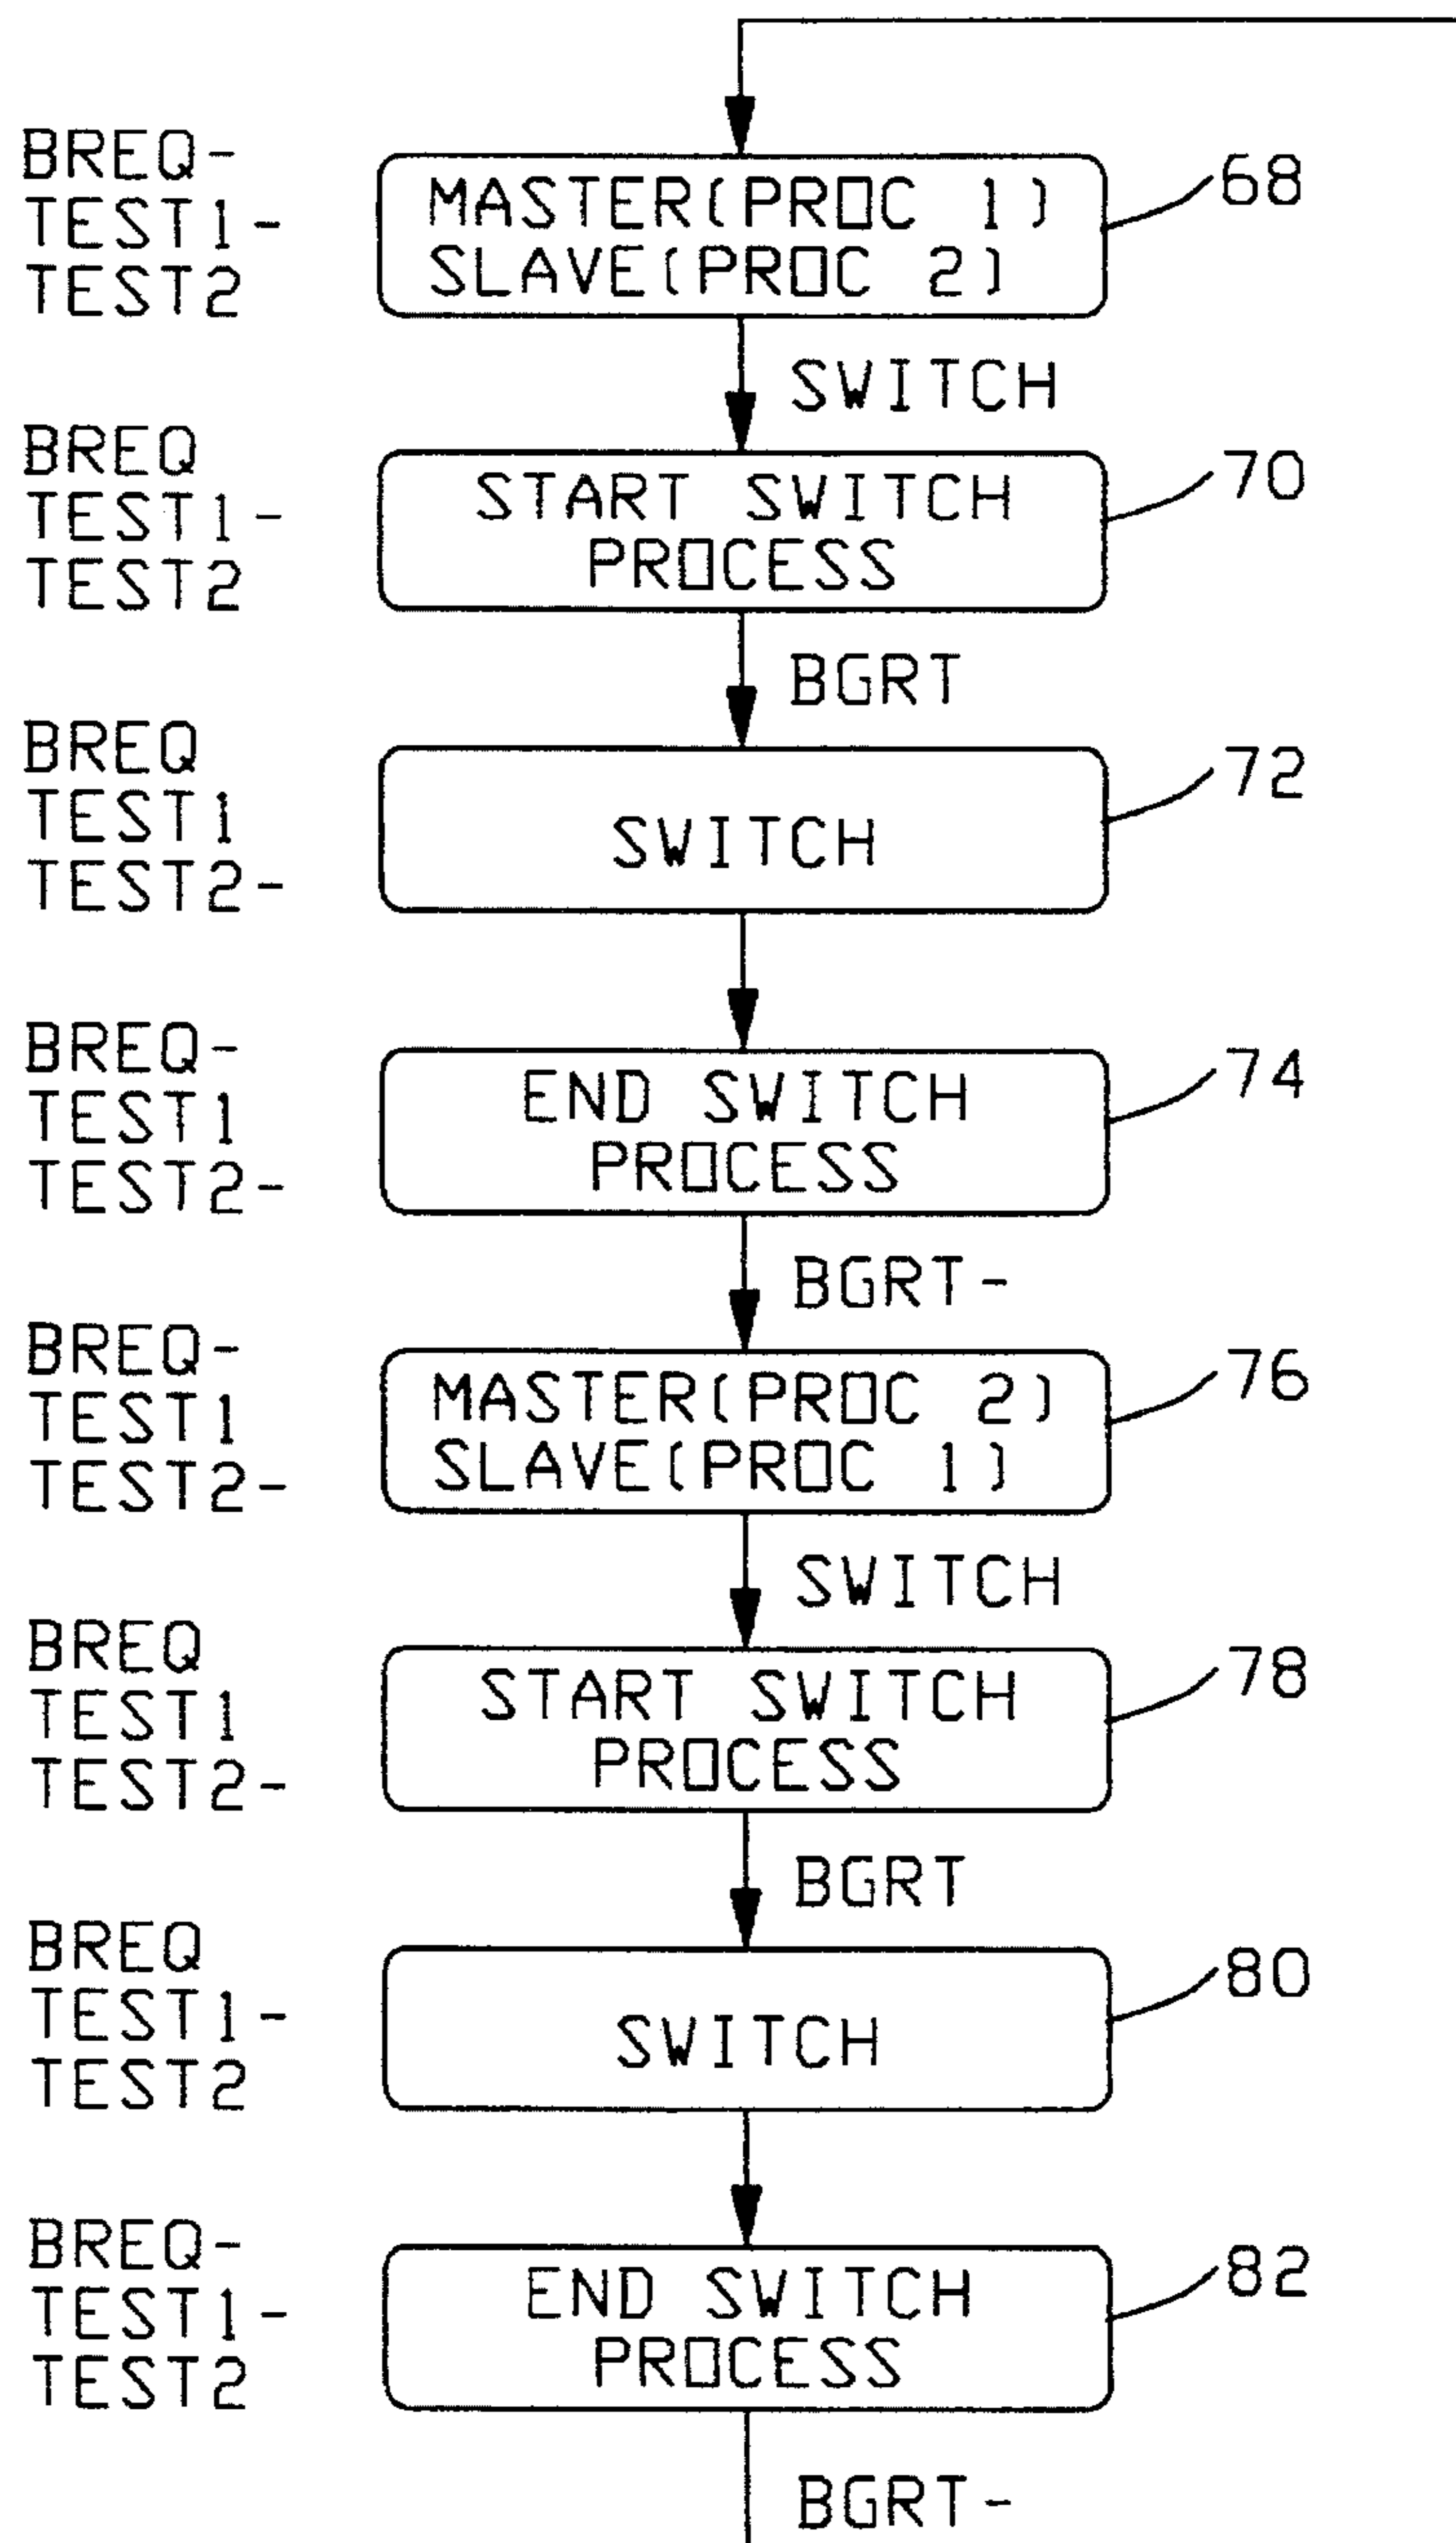 BREQ-
TEST1-
TEST2
MASTER(PROC 1)
SLAVE(PROC 2)
68
SWITCH
BREQ
TEST1-
TEST2
START SWITCH
PROCESS
70
BGRT
BREQ
TEST1
TEST2-
SWITCH
72
BREQ-
TEST1
TEST2-
END SWITCH
PROCESS
74
BGRT-
BREQ-
TEST1
TEST2-
MASTER(PROC 2)
SLAVE(PROC 1)
76
SWITCH
BREQ
TEST1
TEST2-
START SWITCH
PROCESS
78
BGRT
BREQ
TEST1-
TEST2
SWITCH
80
BREQ-
TEST1-
TEST2
END SWITCH
PROCESS
82
BGRT-